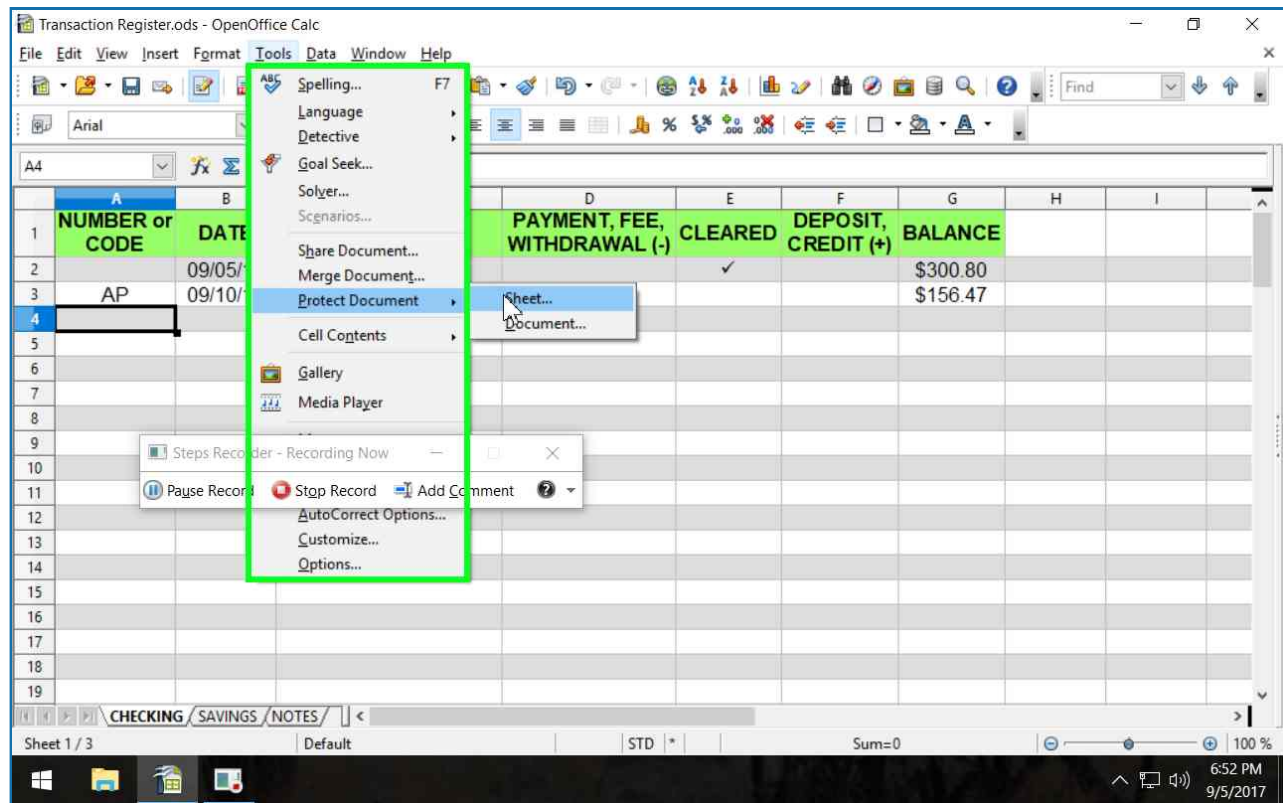 Transaction Register.ods - OpenOffice Calc
File Edit View Insert Format Tools Data Window Help
Find
Arial
A4
Spelling... F7
Language
Detective
Goal Seek...
Solver...
Scenarios...
Share Document...
Merge Document...
Protect Document
Sheet...
Document...
Cell Contents
Gallery
Media Player
AutoCorrect Options...
Customize...
Options...
A B D E F G H I
1 NUMBER or CODE DATE PAYMENT, FEE, WITHDRAWAL (-) CLEARED DEPOSIT, CREDIT (+) BALANCE
2 09/05/ ✓ $300.80
3 AP 09/10/ $156.47
4
5
6
7
8
9
10
11
12
13
14
15
16
17
18
19
Steps Recorder - Recording Now
Pause Record Stop Record Add Comment
CHECKING SAVINGS NOTES
Sheet 1 / 3 Default STD * Sum=0 100 %
6:52 PM
9/5/2017